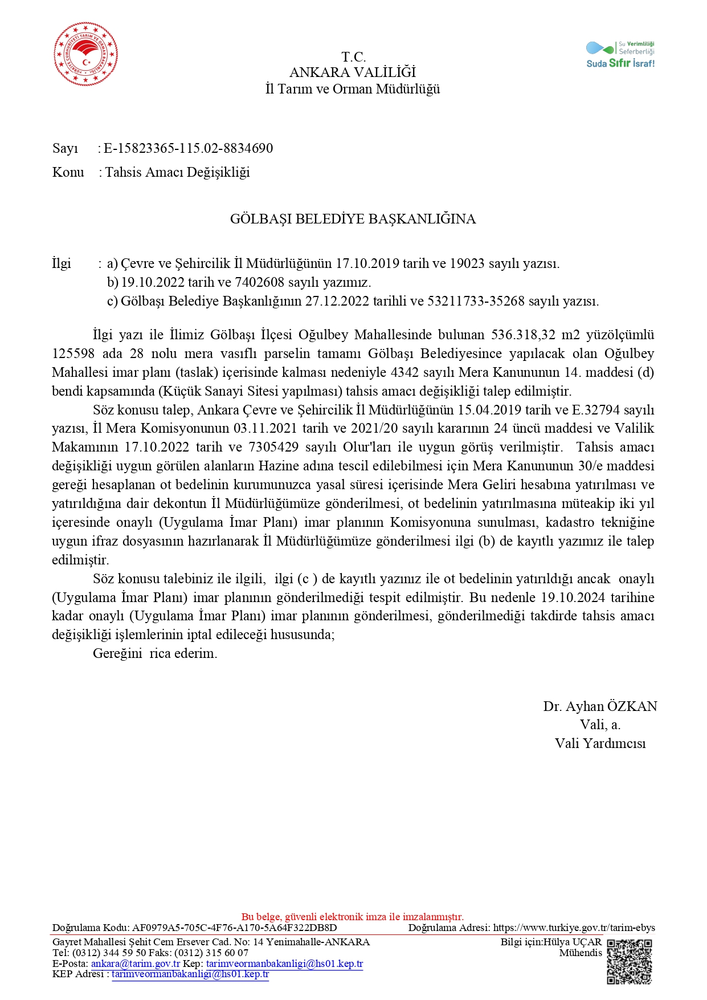 TÜRKİYE CUMHURİYETİ TARIM VE ORMAN BAKANLIĞI
Su Verimliliği
Seferberliği
Suda Sıfır İsraf!
T.C.
ANKARA VALİLİĞİ
İl Tarım ve Orman Müdürlüğü
Sayı : E-15823365-115.02-8834690
Konu : Tahsis Amacı Değişikliği
GÖLBAŞI BELEDİYE BAŞKANLIĞINA
İlgi : a) Çevre ve Şehircilik İl Müdürlüğünün 17.10.2019 tarih ve 19023 sayılı yazısı.
b) 19.10.2022 tarih ve 7402608 sayılı yazımız.
c) Gölbaşı Belediye Başkanlığının 27.12.2022 tarihli ve 53211733-35268 sayılı yazısı.
İlgi yazı ile İlimiz Gölbaşı İlçesi Oğulbey Mahallesinde bulunan 536.318,32 m2 yüzölçümlü
125598 ada 28 nolu mera vasıflı parselin tamamı Gölbaşı Belediyesince yapılacak olan Oğulbey
Mahallesi imar planı (taslak) içerisinde kalması nedeniyle 4342 sayılı Mera Kanununun 14. maddesi (d)
bendi kapsamında (Küçük Sanayi Sitesi yapılması) tahsis amacı değişikliği talep edilmiştir.
Söz konusu talep, Ankara Çevre ve Şehircilik İl Müdürlüğünün 15.04.2019 tarih ve E.32794 sayılı
yazısı, İl Mera Komisyonunun 03.11.2021 tarih ve 2021/20 sayılı kararının 24 üncü maddesi ve Valilik
Makamının 17.10.2022 tarih ve 7305429 sayılı Olur'ları ile uygun görüş verilmiştir.  Tahsis amacı
değişikliği uygun görülen alanların Hazine adına tescil edilebilmesi için Mera Kanununun 30/e maddesi
gereği hesaplanan ot bedelinin kurumunuzca yasal süresi içerisinde Mera Geliri hesabına yatırılması ve
yatırıldığına dair dekontun İl Müdürlüğümüze gönderilmesi, ot bedelinin yatırılmasına müteakip iki yıl
içeresinde onaylı (Uygulama İmar Planı) imar planının Komisyonuna sunulması, kadastro tekniğine
uygun ifraz dosyasının hazırlanarak İl Müdürlüğümüze gönderilmesi ilgi (b) de kayıtlı yazımız ile talep
edilmiştir.
Söz konusu talebiniz ile ilgili,  ilgi (c ) de kayıtlı yazınız ile ot bedelinin yatırıldığı ancak  onaylı
(Uygulama İmar Planı) imar planının gönderilmediği tespit edilmiştir. Bu nedenle 19.10.2024 tarihine
kadar onaylı (Uygulama İmar Planı) imar planının gönderilmesi, gönderilmediği takdirde tahsis amacı
değişikliği işlemlerinin iptal edileceği hususunda;
Gereğini  rica ederim.
Dr. Ayhan ÖZKAN
Vali, a.
Vali Yardımcısı
Bu belge, güvenli elektronik imza ile imzalanmıştır.
Doğrulama Kodu: AF0979A5-705C-4F76-A170-5A64F322DB8D Doğrulama Adresi: https://www.turkiye.gov.tr/tarim-ebys
Gayret Mahallesi Şehit Cem Ersever Cad. No: 14 Yenimahalle-ANKARA Bilgi için:Hülya UÇAR
Tel: (0312) 344 59 50 Faks: (0312) 315 60 07 Mühendis
E-Posta: ankara@tarim.gov.tr Kep: tarimveormanbakanligi@hs01.kep.tr
KEP Adresi : tarimveormanbakanligi@hs01.kep.tr